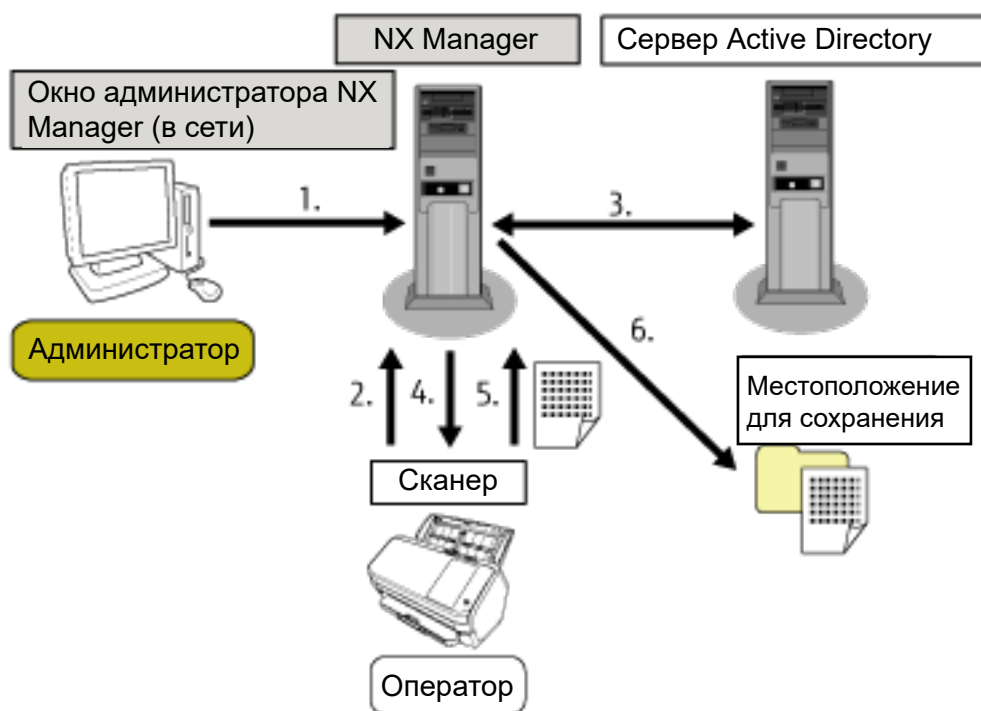 NX Manager
Сервер Active Directory
Окно администратора NX
Manager (в сети)
1.
3.
Администратор
6.
2.
4.
5.
Местоположение
для сохранения
Сканер
Оператор